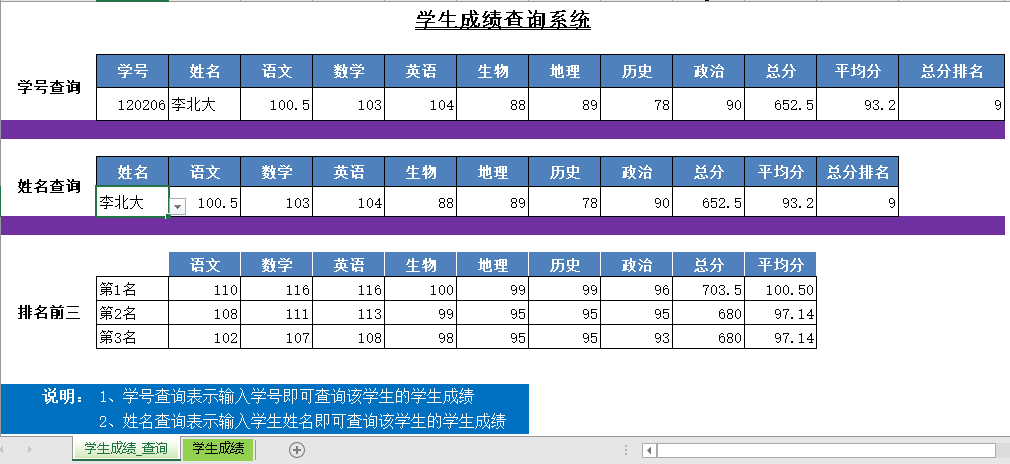 学生成绩查询系统
学号 姓名 语文 数学 英语 生物 地理 历史 政治 总分 平均分 总分排名
学号查询
120206 李北大 100.5 103 104 88 89 78 90 652.5 93.2 9
姓名 语文 数学 英语 生物 地理 历史 政治 总分 平均分 总分排名
姓名查询
李北大 100.5 103 104 88 89 78 90 652.5 93.2 9
语文 数学 英语 生物 地理 历史 政治 总分 平均分
第1名 110 116 116 100 99 99 96 703.5 100.50
排名前三 第2名 108 111 113 99 95 95 95 680 97.14
第3名 102 107 108 98 95 95 93 680 97.14
说明： 1、学号查询表示输入学号即可查询该学生的学生成绩
2、姓名查询表示输入学生姓名即可查询该学生的学生成绩
学生成绩_查询 学生成绩